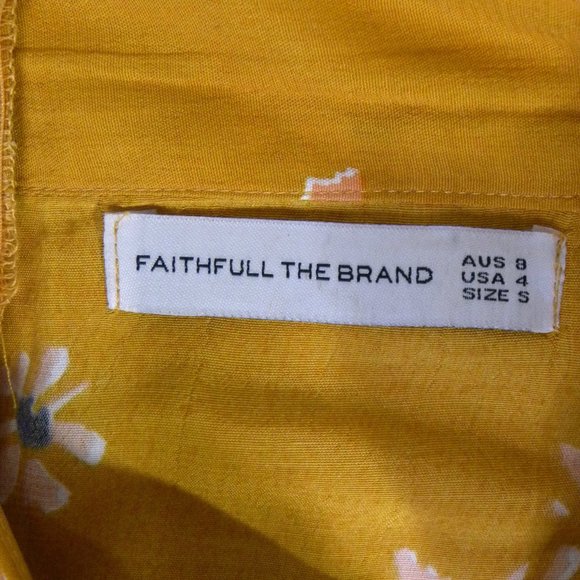 FAITHFULL THE BRAND
AUS 8
USA 4
SIZE S